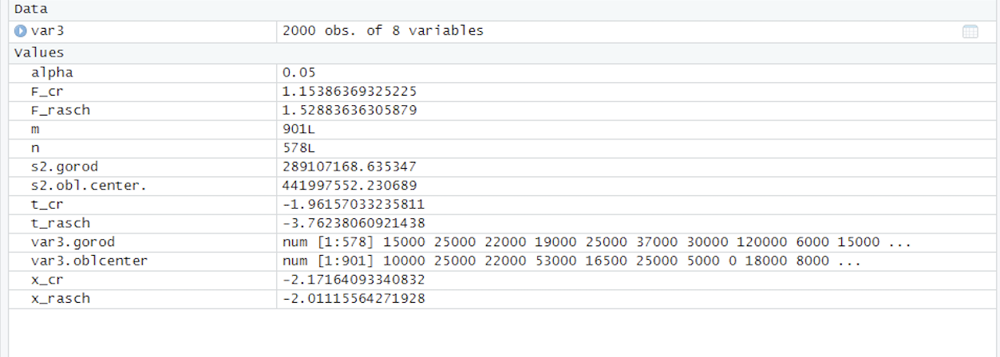 Data
var3 2000 obs. of 8 variables
Values
alpha 0.05
F_cr 1.15386369325225
F_rasch 1.52883636305879
m 901L
n 578L
s2.gorod 289107168.635347
s2.obl.center. 441997552.230689
t_cr -1.96157033235811
t_rasch -3.76238060921438
var3.gorod num [1:578] 15000 25000 22000 19000 25000 37000 30000 120000 6000 15000 ...
var3.oblcenter num [1:901] 10000 25000 22000 53000 16500 25000 5000 0 18000 8000 ...
x_cr -2.17164093340832
x_rasch -2.01115564271928